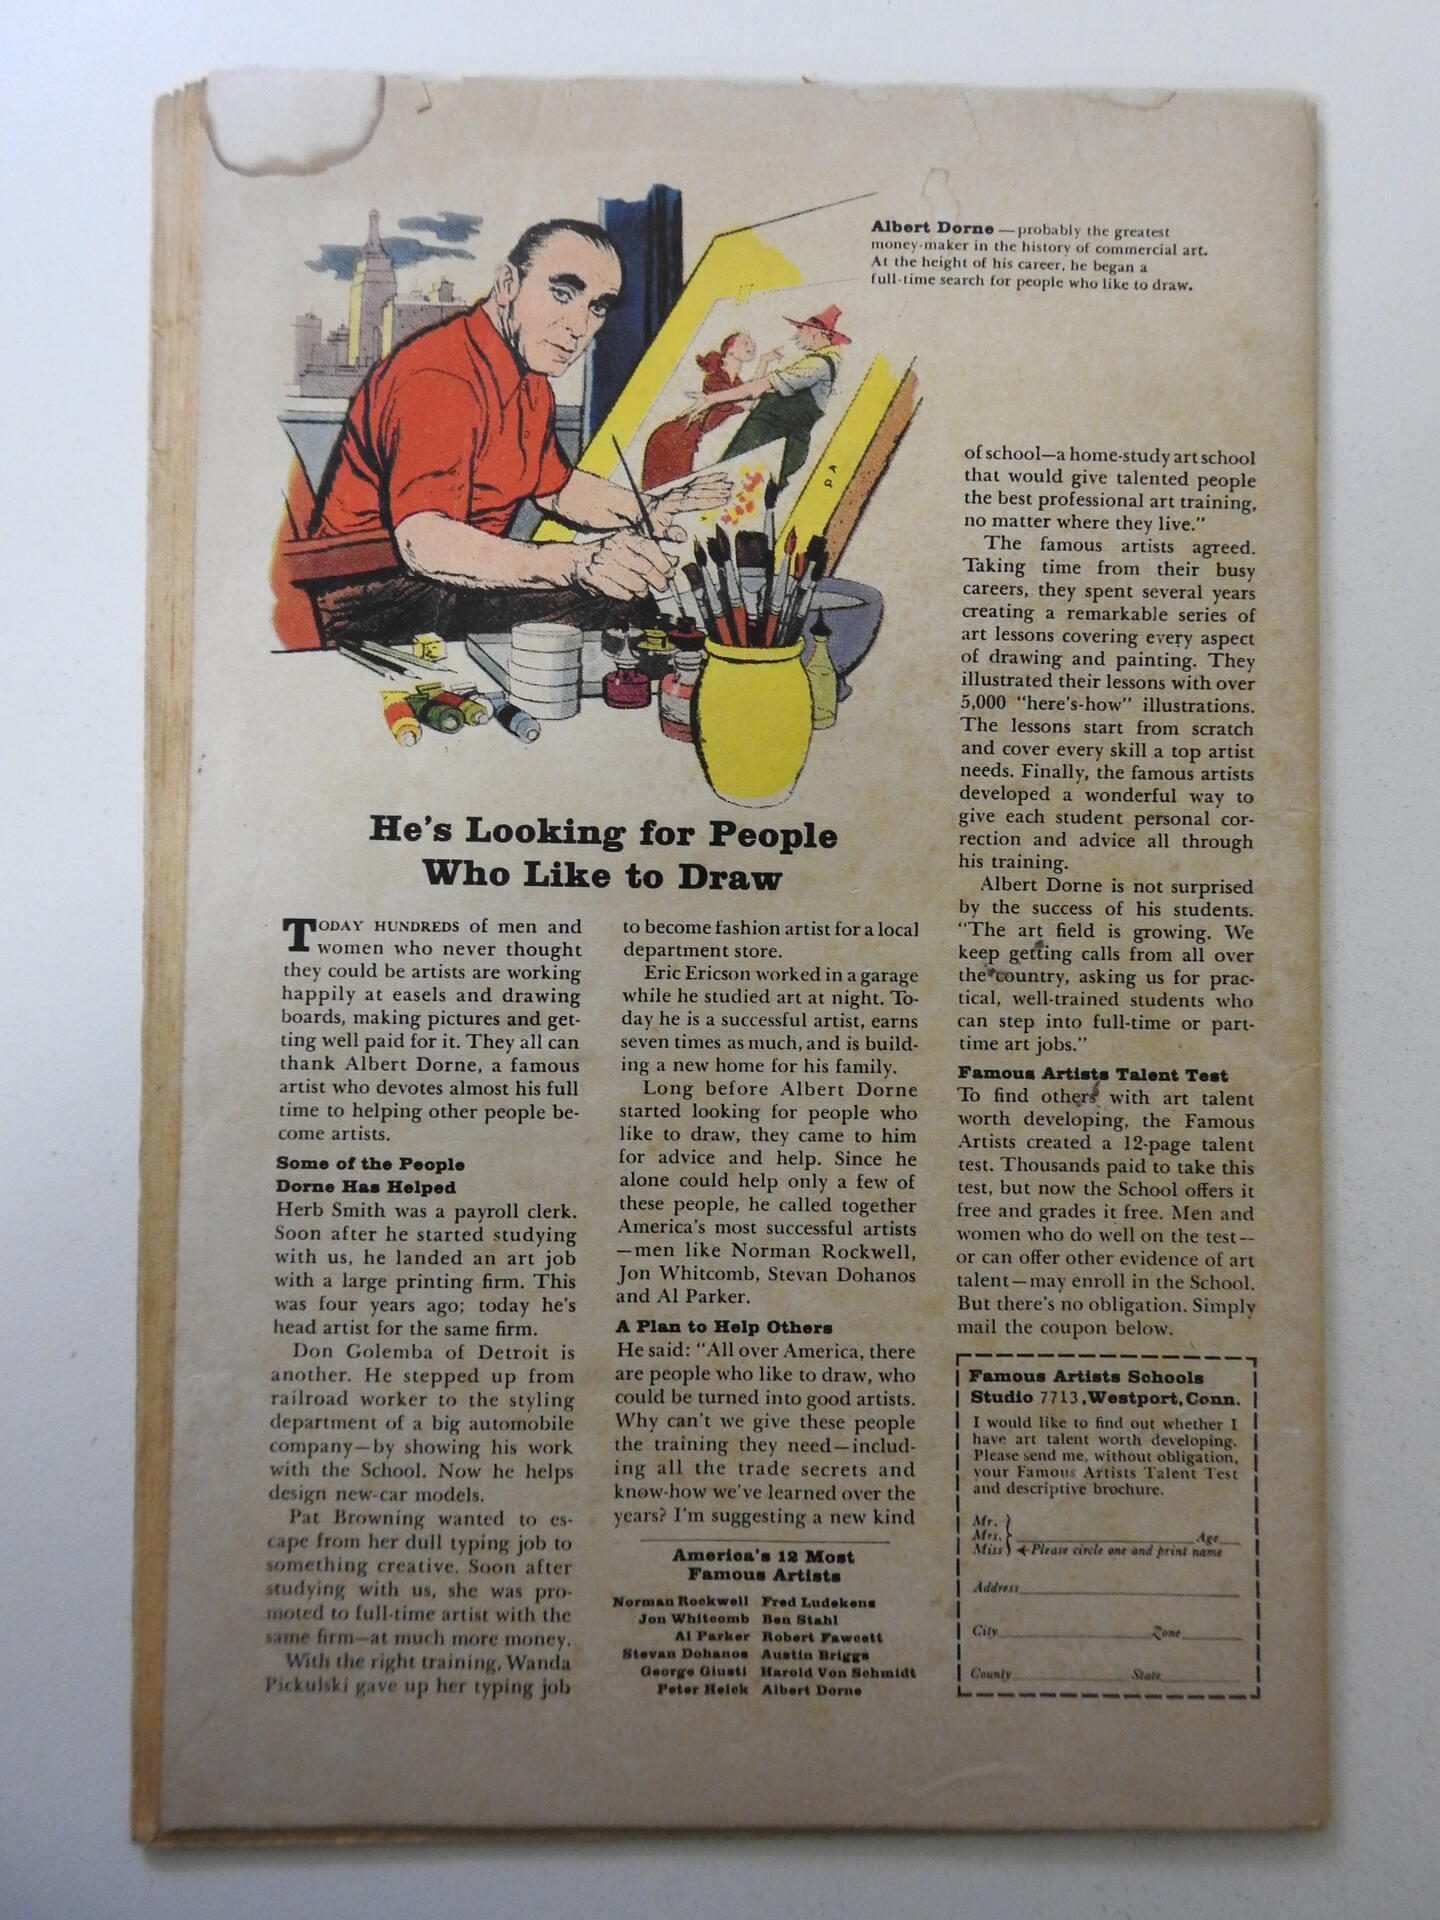 Albert Dorne — probably the greatest
money-maker in the history of commercial art.
At the height of his career, he began a
full-time search for people who like to draw.
He's Looking for People
Who Like to Draw
TODAY HUNDREDS of men and
women who never thought
they could be artists are working
happily at easels and drawing
boards, making pictures and get-
ting well paid for it. They all can
thank Albert Dorne, a famous
artist who devotes almost his full
time to helping other people be-
come artists.
Some of the People
Dorne Has Helped
Herb Smith was a payroll clerk.
Soon after he started studying
with us, he landed an art job
with a large printing firm. This
was four years ago; today he's
head artist for the same firm.
Don Golemba of Detroit is
another. He stepped up from
railroad worker to the styling
department of a big automobile
company—by showing his work
with the School. Now he helps
design new-car models.
Pat Browning wanted to es-
cape from her dull typing job to
something creative. Soon after
studying with us, she was pro-
moted to full-time artist with the
same firm—at much more money.
With the right training, Wanda
Pickulski gave up her typing job
to become fashion artist for a local
department store.
Eric Ericson worked in a garage
while he studied art at night. To-
day he is a successful artist, earns
seven times as much, and is build-
ing a new home for his family.
Long before Albert Dorne
started looking for people who
like to draw, they came to him
for advice and help. Since he
alone could help only a few of
these people, he called together
America's most successful artists
—men like Norman Rockwell,
Jon Whitcomb, Stevan Dohanos
and Al Parker.
A Plan to Help Others
He said: "All over America, there
are people who like to draw, who
could be turned into good artists.
Why can't we give these people
the training they need—includ-
ing all the trade secrets and
know-how we've learned over the
years? I'm suggesting a new kind
America's 12 Most
Famous Artists
Norman Rockwell Fred Ludekens
Jon Whitcomb Ben Stahl
Al Parker Robert Fawcett
Stevan Dohanos Austin Briggs
George Giusti Harold Von Schmidt
Peter Helck Albert Dorne
of school—a home-study art school
that would give talented people
the best professional art training,
no matter where they live."
The famous artists agreed.
Taking time from their busy
careers, they spent several years
creating a remarkable series of
art lessons covering every aspect
of drawing and painting. They
illustrated their lessons with over
5,000 "here's-how" illustrations.
The lessons start from scratch
and cover every skill a top artist
needs. Finally, the famous artists
developed a wonderful way to
give each student personal cor-
rection and advice all through
his training.
Albert Dorne is not surprised
by the success of his students.
"The art field is growing. We
keep getting calls from all over
the country, asking us for prac-
tical, well-trained students who
can step into full-time or part-
time art jobs."
Famous Artists Talent Test
To find others with art talent
worth developing, the Famous
Artists created a 12-page talent
test. Thousands paid to take this
test, but now the School offers it
free and grades it free. Men and
women who do well on the test—
or can offer other evidence of art
talent—may enroll in the School.
But there's no obligation. Simply
mail the coupon below.
Famous Artists Schools
Studio 7713, Westport, Conn.
I would like to find out whether I
have art talent worth developing.
Please send me, without obligation,
your Famous Artists Talent Test
and descriptive brochure.
Mr.
Mrs. Age
Miss Please circle one and print name
Address
City Zone
County State